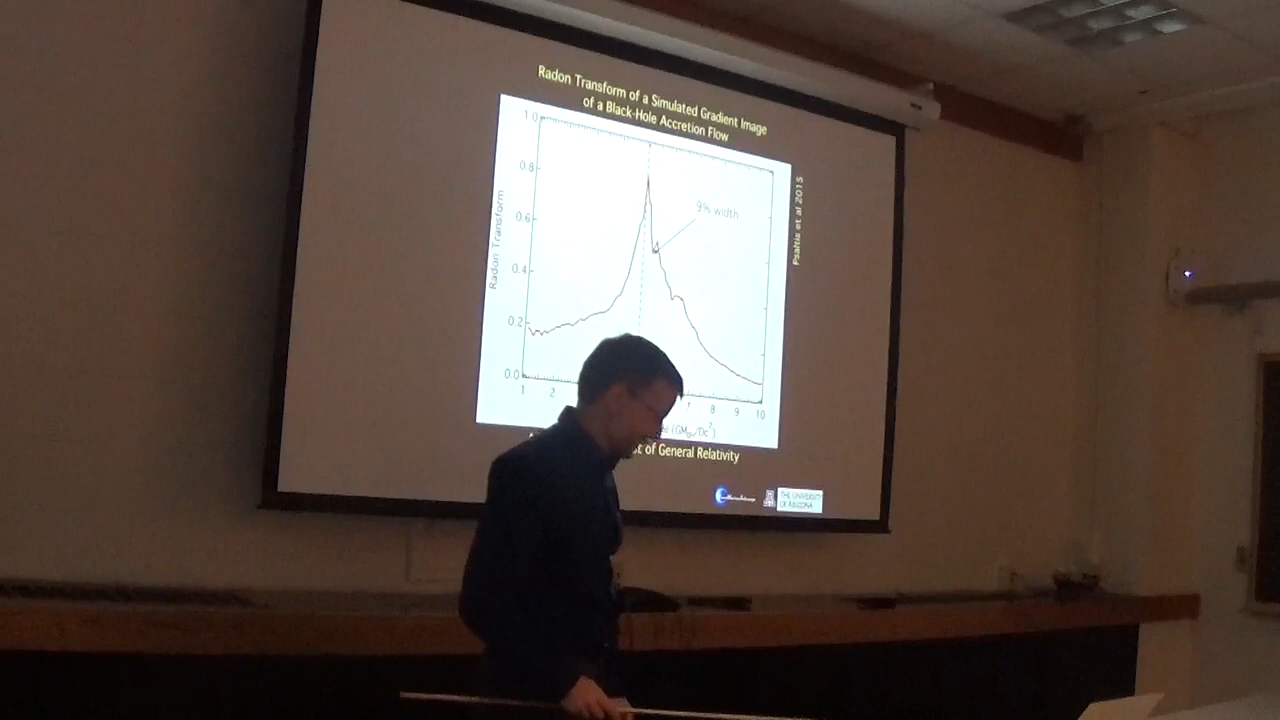 Radon Transform of a Simulated Gradient Image
of a Black-Hole Accretion Flow
1.0
0.8
0.6
0.4
0.2
0.0
Radon Transform
9% width
Psaltis et al 2015
1 2 7 8 9 10
of General Relativity
THE UNIVERSITY
OF ARIZONA